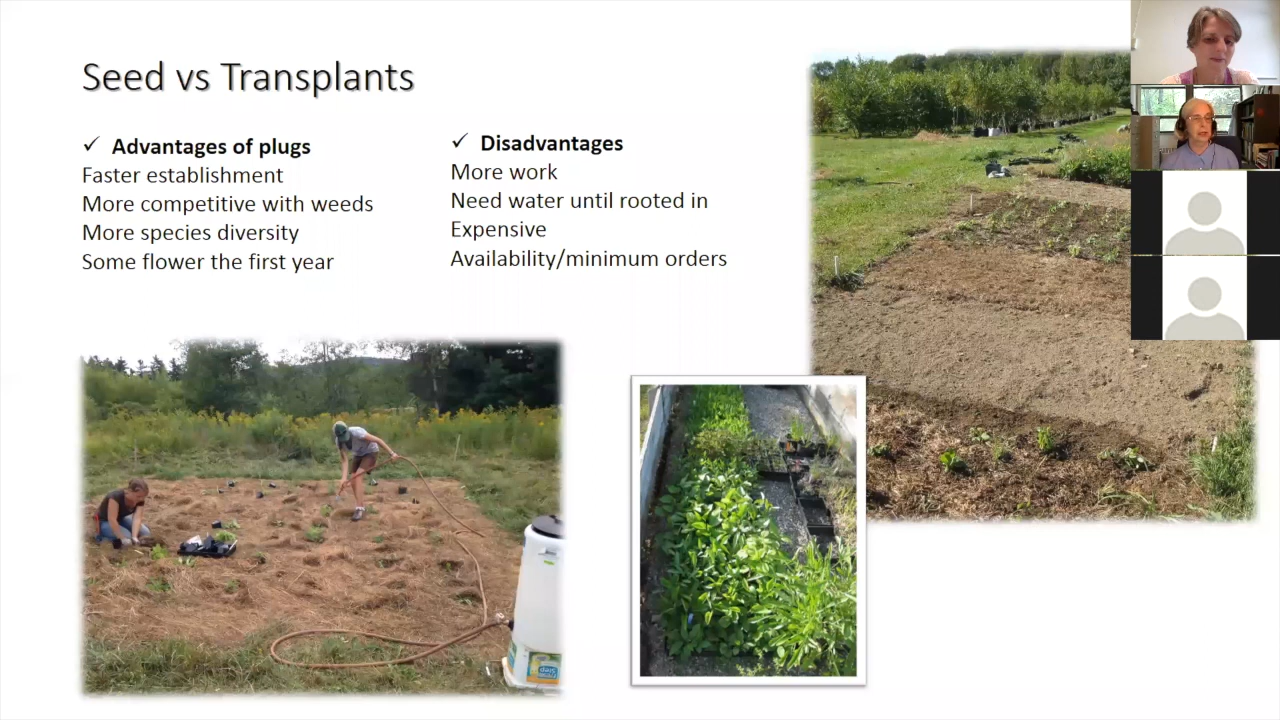 Seed vs Transplants
✓ Advantages of plugs
Faster establishment
More competitive with weeds
More species diversity
Some flower the first year
✓ Disadvantages
More work
Need water until rooted in
Expensive
Availability/minimum orders